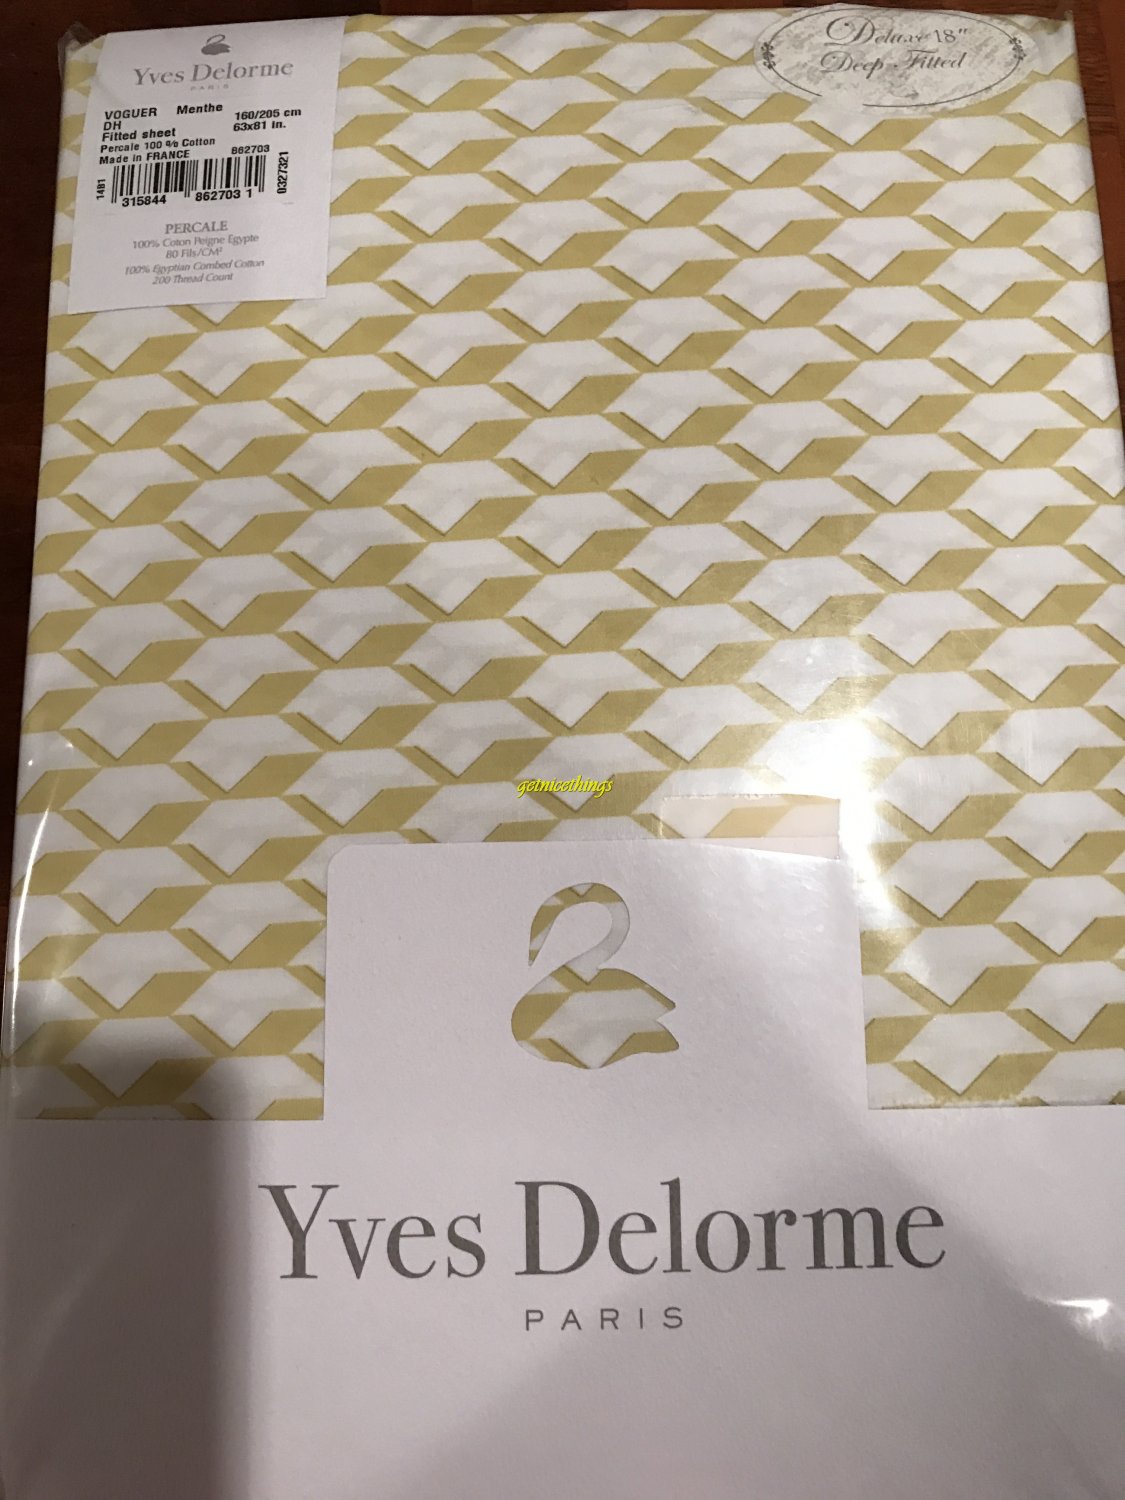 Yves Delorme
PARIS
VOGUER Menthe 160/205 cm
DH 63x81 in.
Fitted sheet
Percale 100 % Cotton
Made in FRANCE 862703
14B1
315844 862703 1
0327321
PERCALE
100% Coton Peigne Egypte
80 Fils/CM²
100% Egyptian Combed Cotton
200 Thread Count
Deluxe 18"
Deep Fitted
getnicethings
Yves Delorme
PARIS